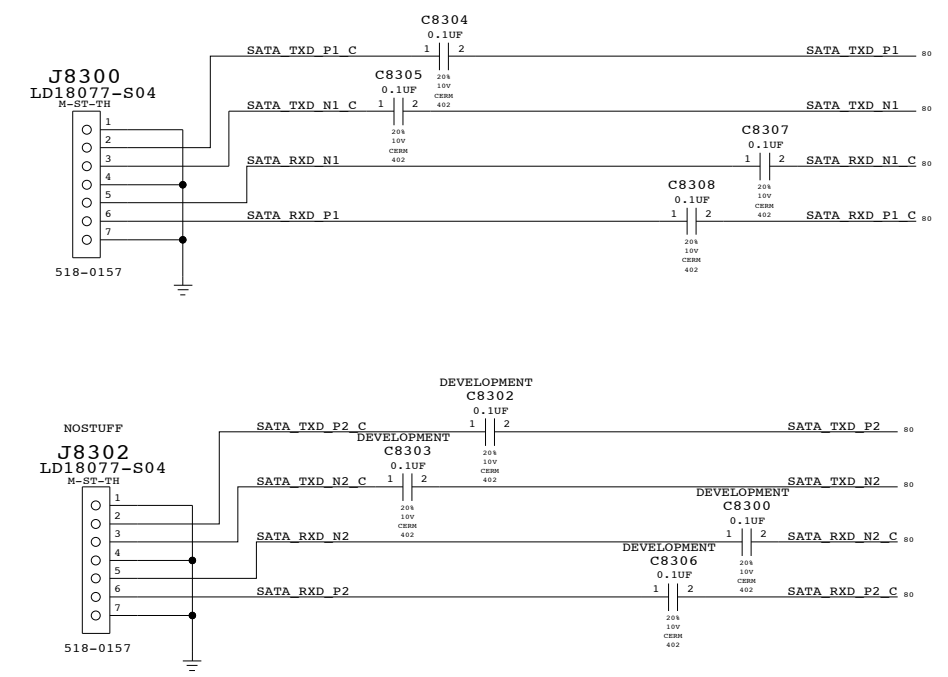 C8304
0.1UF
SATA_TXD_P1_C 1 2 SATA_TXD_P1 80
20%
10V
CERM
402
J8300
LD18077-S04
M-ST-TH
C8305
0.1UF
SATA_TXD_N1_C 1 2 SATA_TXD_N1 80
20%
10V
CERM
402
C8307
0.1UF
SATA_RXD_N1 1 2 SATA_RXD_N1_C 80
20%
10V
CERM
402
C8308
0.1UF
SATA_RXD_P1 1 2 SATA_RXD_P1_C 80
20%
10V
CERM
402
1
2
3
4
5
6
7
518-0157
DEVELOPMENT
C8302
0.1UF
SATA_TXD_P2_C 1 2 SATA_TXD_P2 80
20%
10V
CERM
402
NOSTUFF
J8302
LD18077-S04
M-ST-TH
DEVELOPMENT
C8303
0.1UF
SATA_TXD_N2_C 1 2 SATA_TXD_N2 80
20%
10V
CERM
402
DEVELOPMENT
C8300
0.1UF
SATA_RXD_N2 1 2 SATA_RXD_N2_C 80
20%
10V
CERM
402
DEVELOPMENT
C8306
0.1UF
SATA_RXD_P2 1 2 SATA_RXD_P2_C 80
20%
10V
CERM
402
1
2
3
4
5
6
7
518-0157